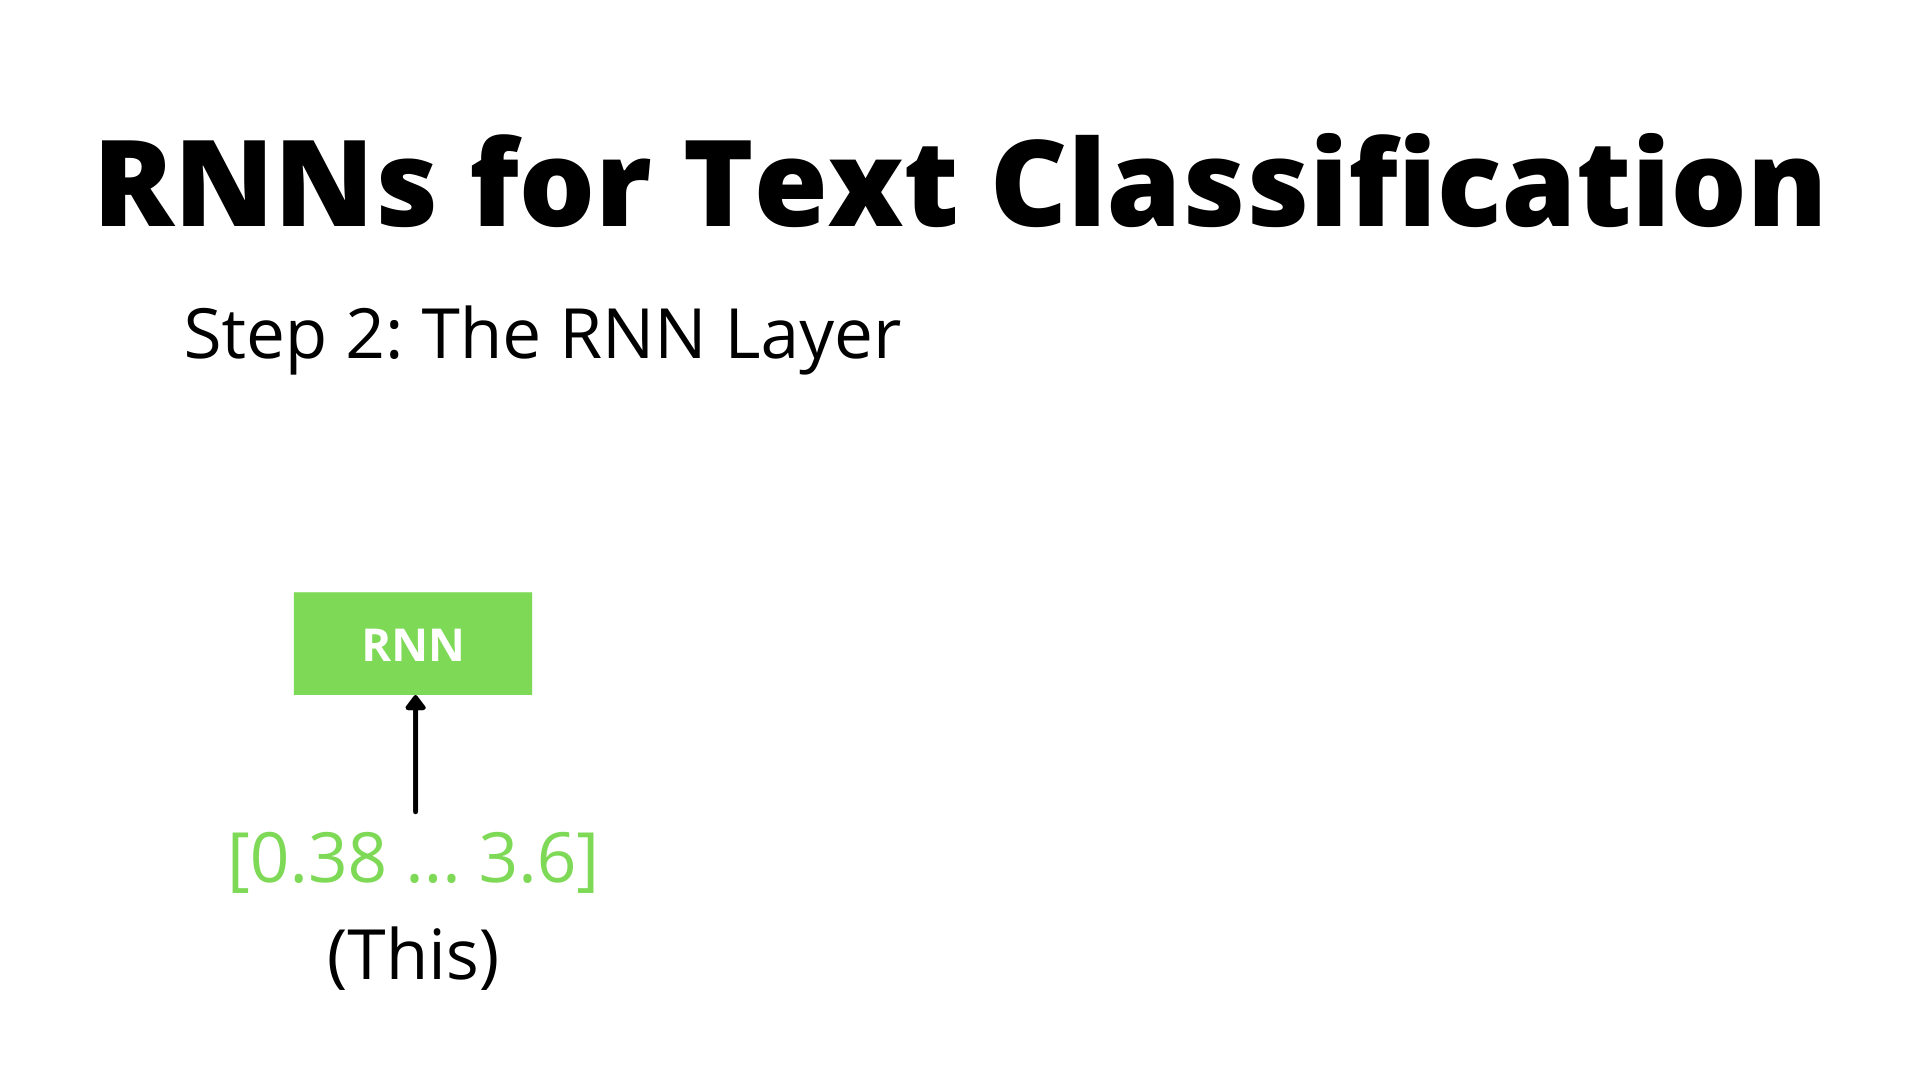 RNNs for Text Classification
Step 2: The RNN Layer
RNN
[0.38 ... 3.6]
(This)